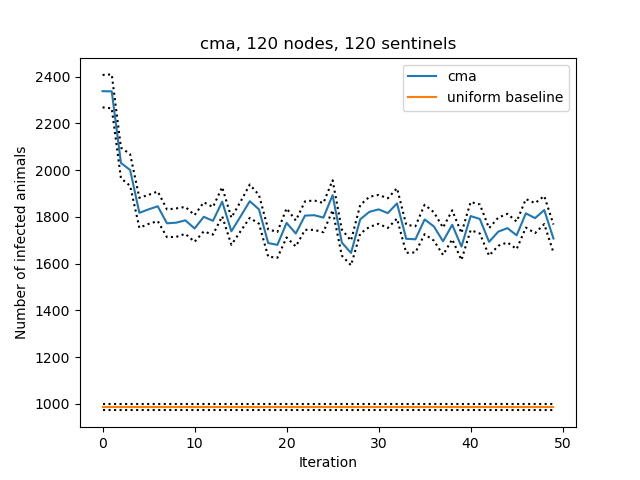 cma, 120 nodes, 120 sentinels
cma
uniform baseline
Number of infected animals
2400
2200
2000
1800
1600
1400
1200
1000
0 10 20 30 40 50
Iteration